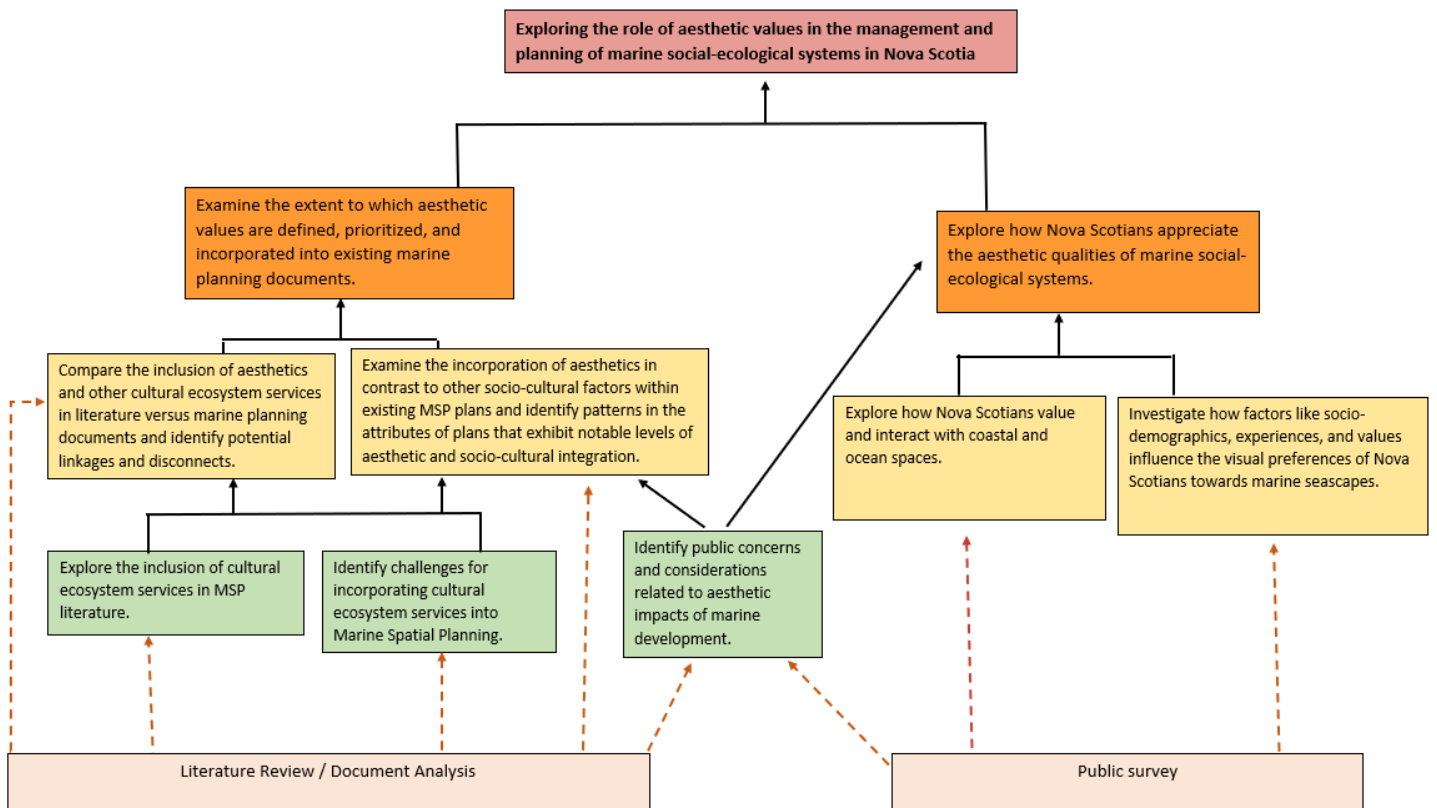 Exploring the role of aesthetic values in the management and
planning of marine social-ecological systems in Nova Scotia
Examine the extent to which aesthetic
values are defined, prioritized, and
incorporated into existing marine
planning documents.
Explore how Nova Scotians appreciate
the aesthetic qualities of marine social-
ecological systems.
Compare the inclusion of aesthetics
and other cultural ecosystem services
in literature versus marine planning
documents and identify potential
linkages and disconnects.
Examine the incorporation of aesthetics in
contrast to other socio-cultural factors within
existing MSP plans and identify patterns in the
attributes of plans that exhibit notable levels of
aesthetic and socio-cultural integration.
Explore how Nova Scotians value
and interact with coastal and
ocean spaces.
Investigate how factors like socio-
demographics, experiences, and values
influence the visual preferences of Nova
Scotians towards marine seascapes.
Explore the inclusion of cultural
ecosystem services in MSP
literature.
Identify challenges for
incorporating cultural
ecosystem services into
Marine Spatial Planning.
Identify public concerns
and considerations
related to aesthetic
impacts of marine
development.
Literature Review / Document Analysis
Public survey